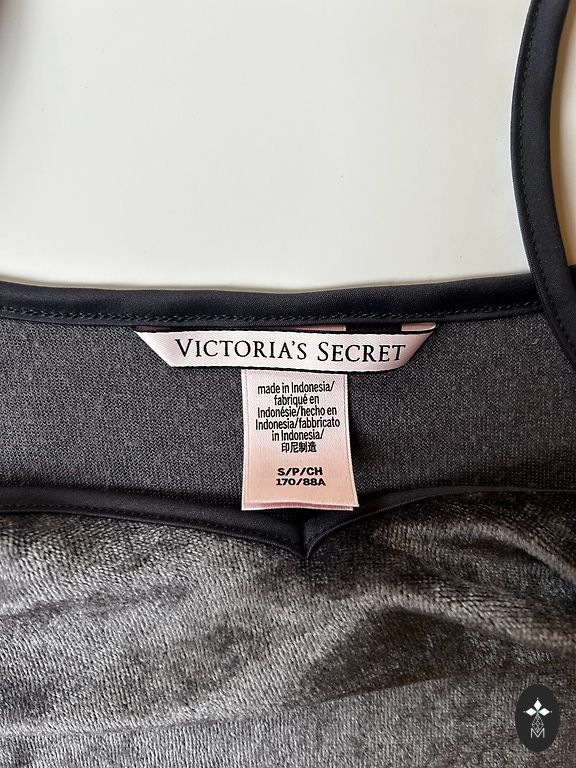 VICTORIA'S SECRET
made in Indonesia/
fabriqué en
Indonésie/hecho en
Indonesia/fabbricato
in Indonesia/
印尼制造
S/P/CH
170/88A
M